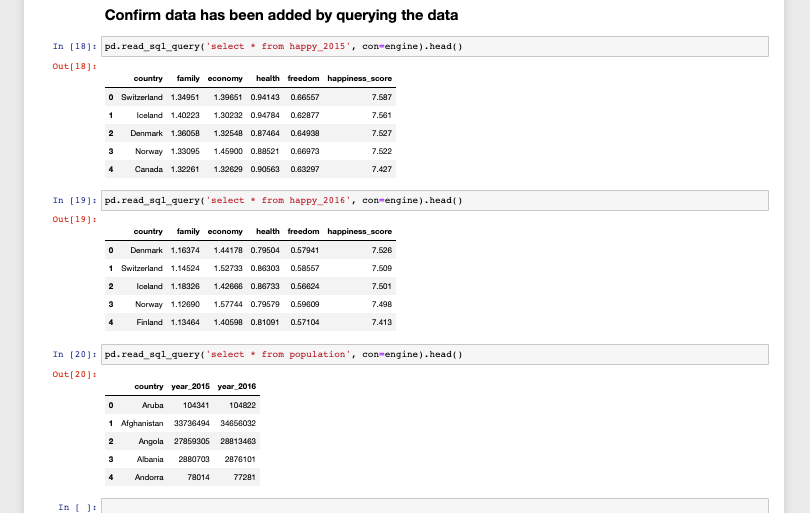 Confirm data has been added by querying the data
In [18]: pd.read_sql_query('select * from happy_2015', con=engine).head()
Out[18]:
country family economy health freedom happiness_score
0 Switzerland 1.34951 1.39651 0.94143 0.66557 7.587
1 Iceland 1.40223 1.30232 0.94784 0.62877 7.561
2 Denmark 1.36058 1.32548 0.87464 0.64938 7.527
3 Norway 1.33095 1.45900 0.88521 0.66973 7.522
4 Canada 1.32261 1.32629 0.90563 0.63297 7.427
In [19]: pd.read_sql_query('select * from happy_2016', con=engine).head()
Out[19]:
country family economy health freedom happiness_score
0 Denmark 1.16374 1.44178 0.79504 0.57941 7.526
1 Switzerland 1.14524 1.52733 0.86303 0.58557 7.509
2 Iceland 1.18326 1.42666 0.86733 0.56624 7.501
3 Norway 1.12690 1.57744 0.79579 0.59609 7.498
4 Finland 1.13464 1.40598 0.81091 0.57104 7.413
In [20]: pd.read_sql_query('select * from population', con=engine).head()
Out[20]:
country year_2015 year_2016
0 Aruba 104341 104822
1 Afghanistan 33736494 34656032
2 Angola 27859305 28813463
3 Albania 2880703 2876101
4 Andorra 78014 77281
In [ ]: